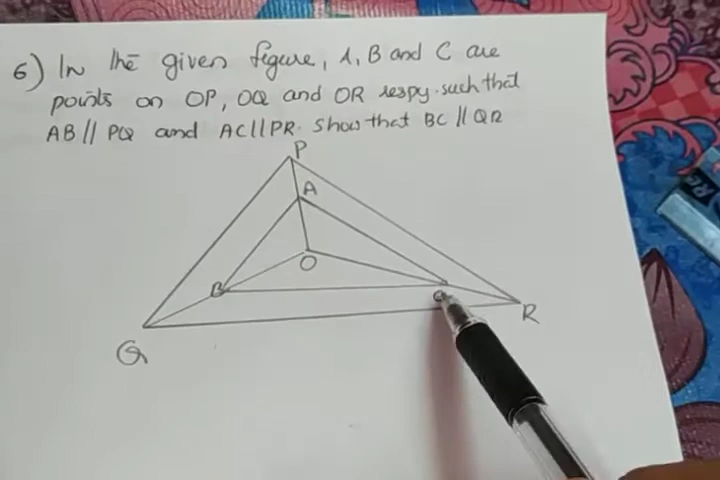 6) In the given figure, A, B and C are
points on OP, OQ and OR respy. such that
AB // PQ and AC // PR. Show that BC // QR
P
A
O
B
C
R
Q